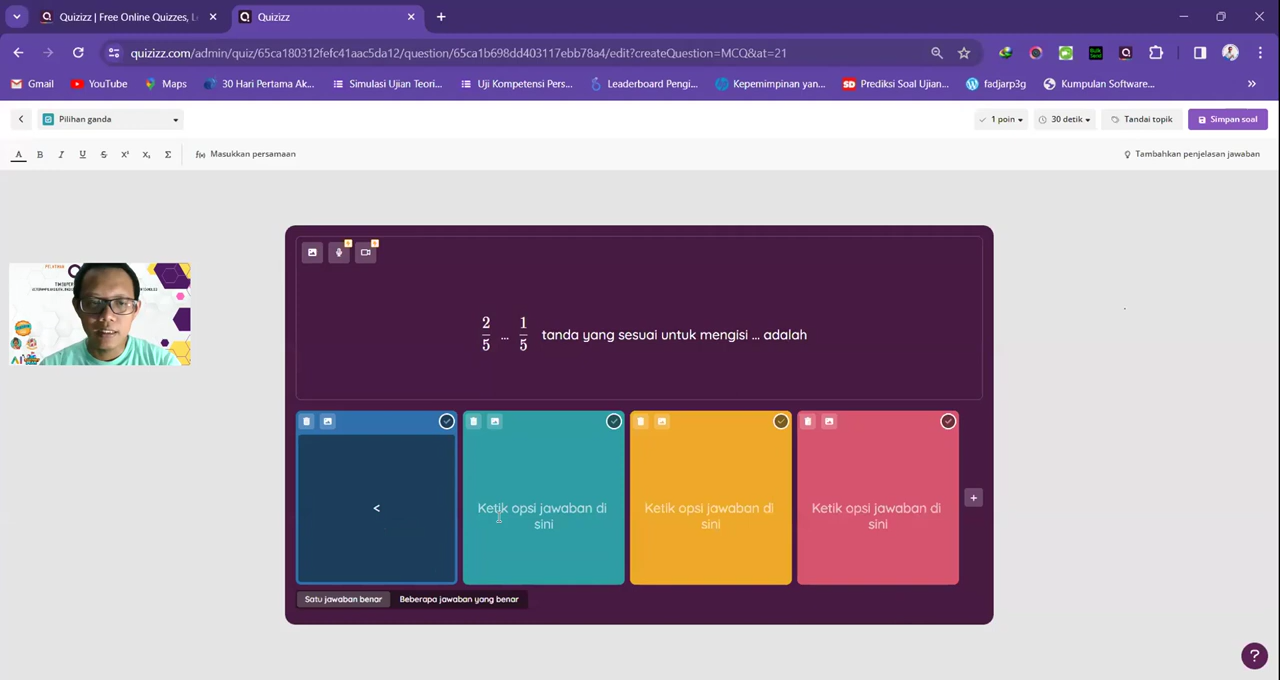 Quizizz | Free Online Quizzes, L
Quizizz
quizizz.com/admin/quiz/65ca180312fefc41aac5da12/question/65ca1b698dd403117ebb78a4/edit?createQuestion=MCQ&at=21
Gmail
YouTube
Maps
30 Hari Pertama Ak...
Simulasi Ujian Teori...
Uji Kompetensi Pers...
Leaderboard Pengi...
Kepemimpinan yan...
Prediksi Soal Ujian...
fadjarp3g
Kumpulan Software...
Pilihan ganda
1 poin
30 detik
Tandai topik
Simpan soal
A B I U S X² X₂ Σ f(x) Masukkan persamaan
Tambahkan penjelasan jawaban
2/5 ... 1/5 tanda yang sesuai untuk mengisi ... adalah
<
Ketik opsi jawaban di
sini
Ketik opsi jawaban di
sini
Ketik opsi jawaban di
sini
+
Satu jawaban benar
Beberapa jawaban yang benar
?